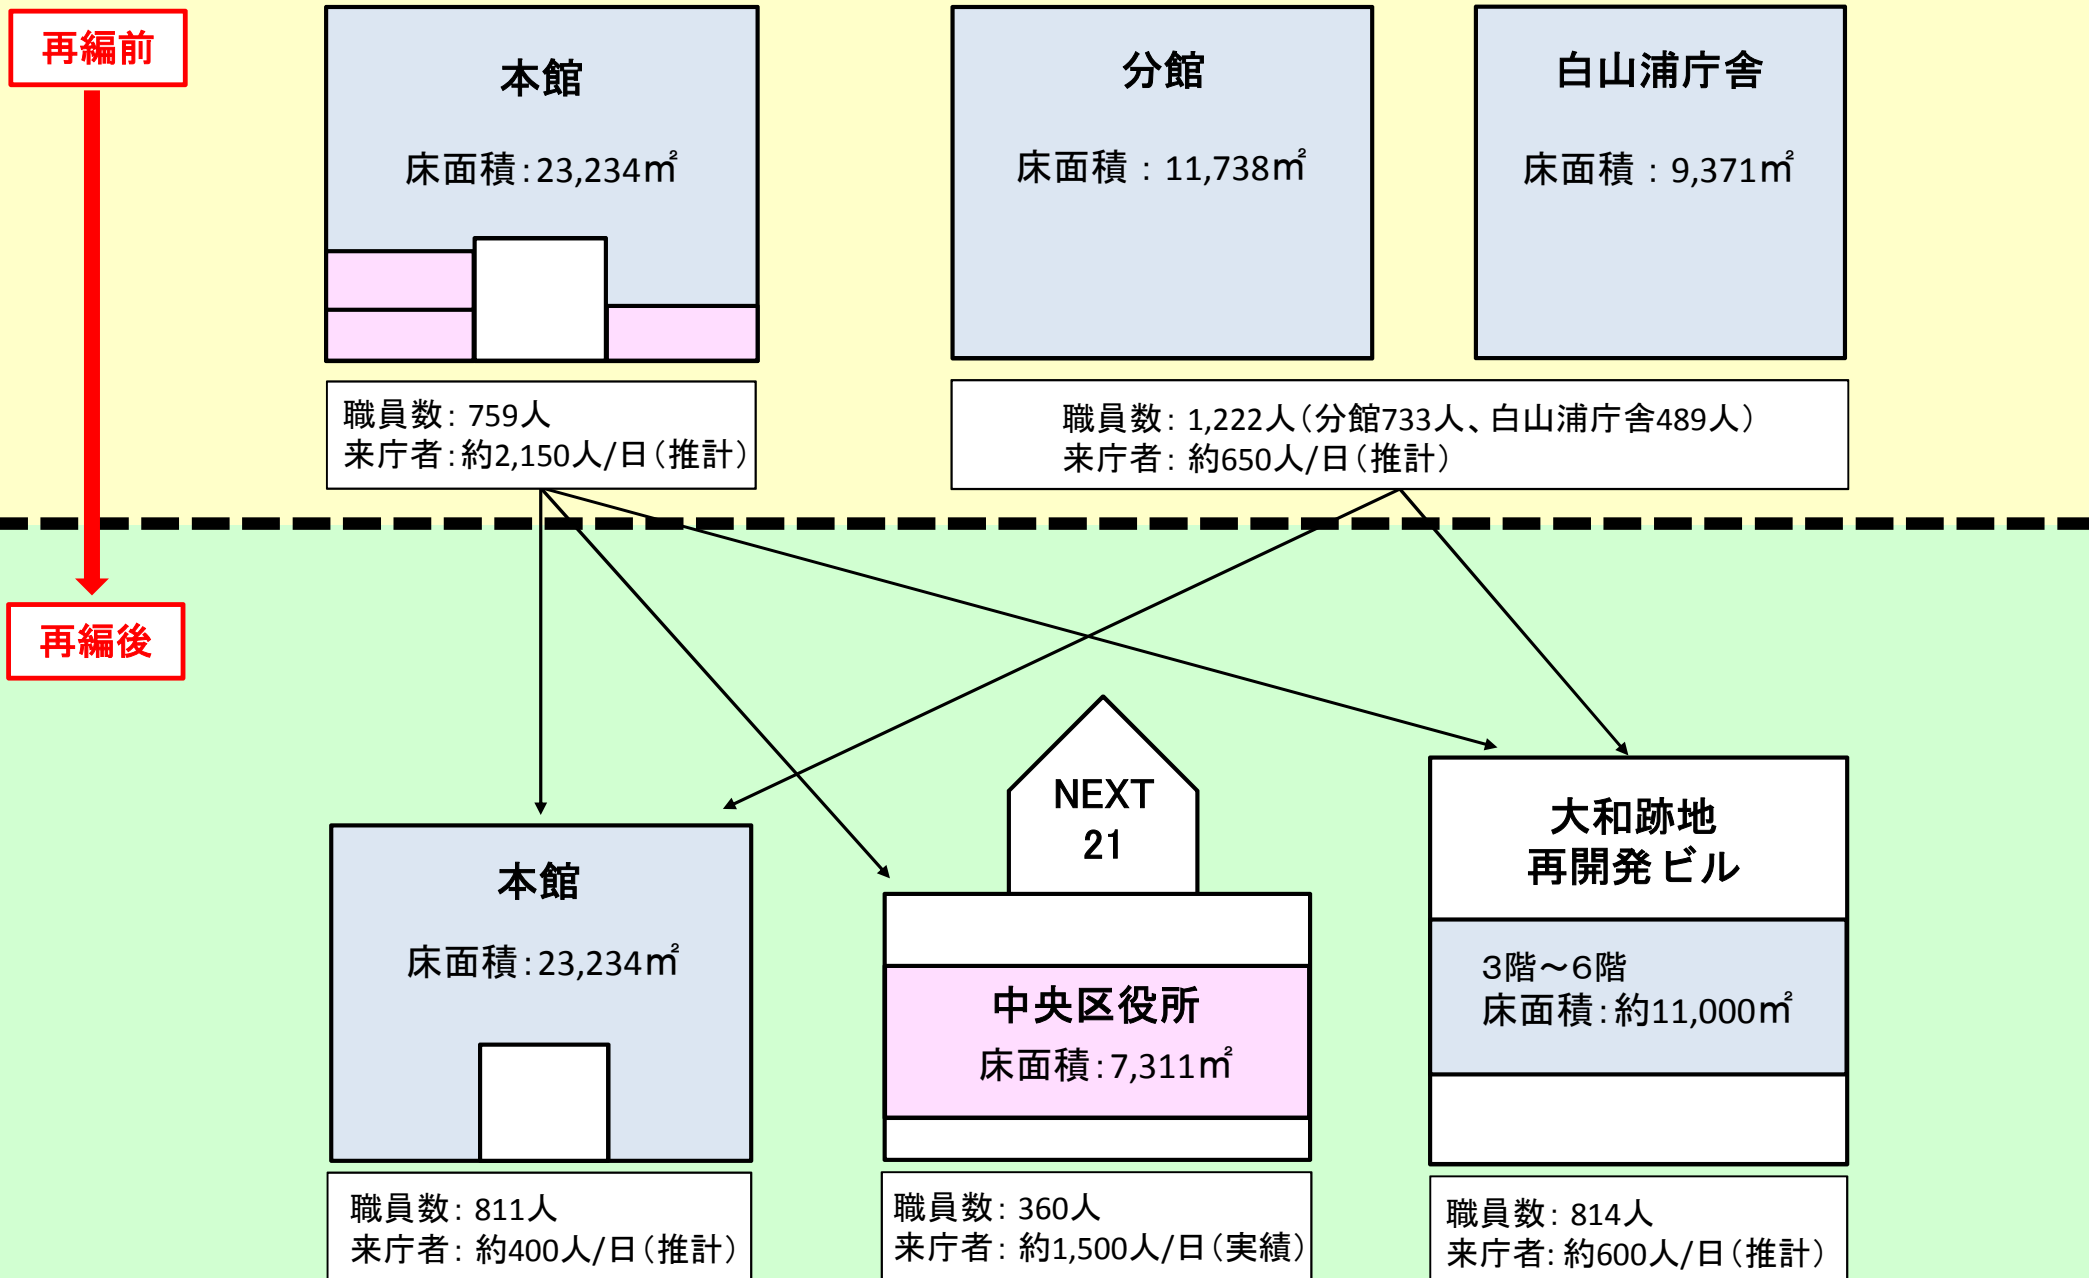 再編前
本館
床面積：23,234㎡
分館
床面積：11,738㎡
白山浦庁舎
床面積：9,371㎡
職員数：759人
来庁者：約2,150人/日（推計）
職員数：1,222人（分館733人、白山浦庁舎489人）
来庁者：約650人/日（推計）
再編後
本館
床面積：23,234㎡
NEXT
21
中央区役所
床面積：7,311㎡
大和跡地
再開発ビル
3階～6階
床面積：約11,000㎡
職員数：811人
来庁者：約400人/日（推計）
職員数：360人
来庁者：約1,500人/日（実績）
職員数：814人
来庁者：約600人/日（推計）